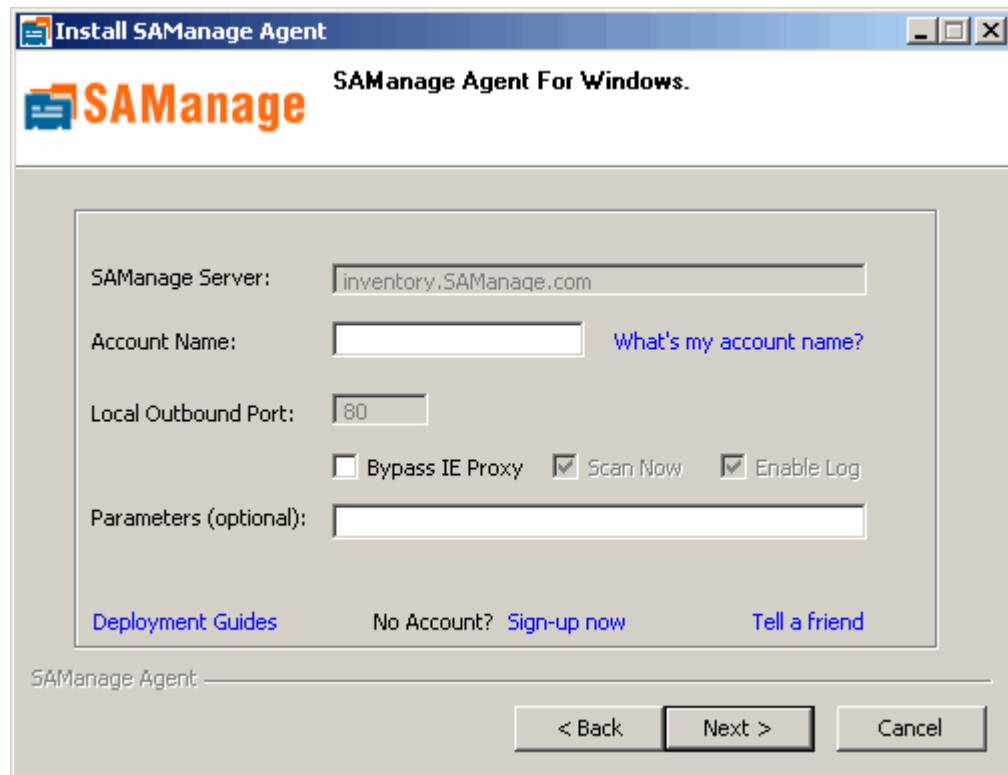 Install SAManage Agent
SAManage
SAManage Agent For Windows.
SAManage Server: inventory.SAManage.com
Account Name: What's my account name?
Local Outbound Port: 80
Bypass IE Proxy Scan Now Enable Log
Parameters (optional):
Deployment Guides No Account? Sign-up now Tell a friend
SAManage Agent
< Back Next > Cancel